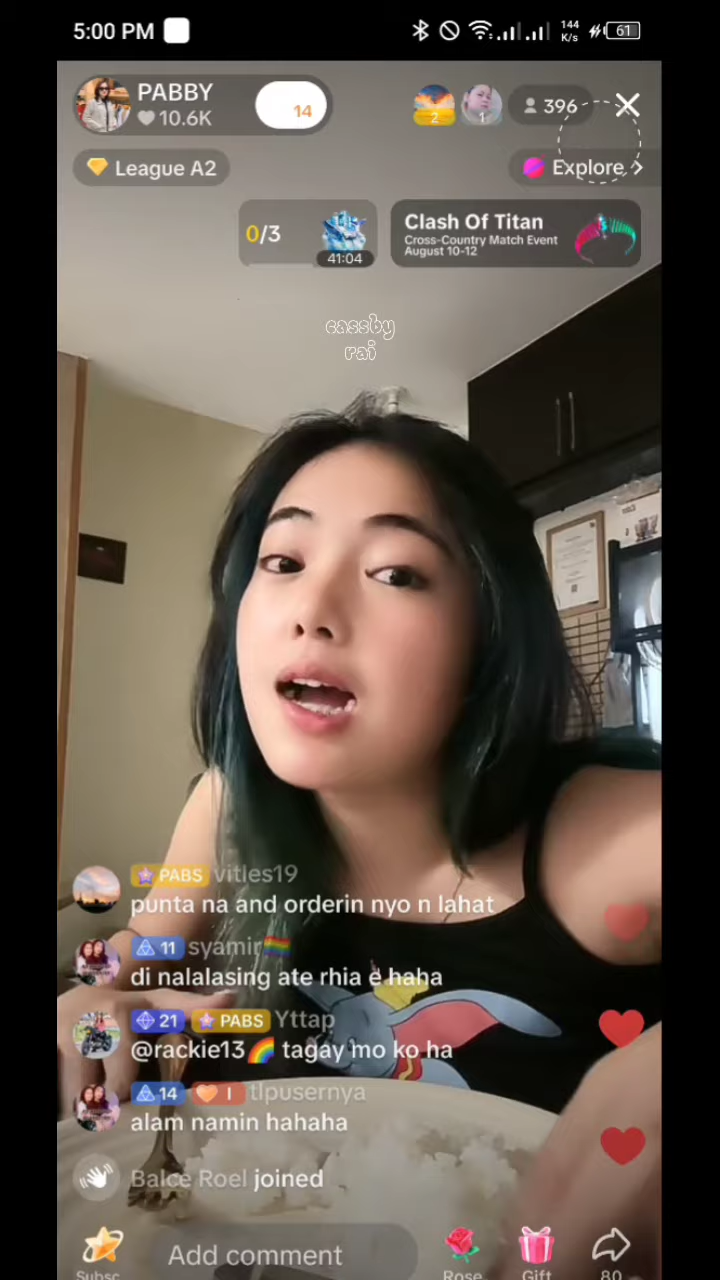 5:00 PM
144
K/s
61
PABBY
10.6K
14
2
1
396
League A2
Explore
0/3
41:04
Clash Of Titan
Cross-Country Match Event
August 10-12
cassby
rai
PABS vitles19
punta na and orderin nyo n lahat
11 syamir
di nalalasing ate rhia e haha
21 PABS Yttap
@rackie13🌈 tagay mo ko ha
14 I tlpusernya
alam namin hahaha
Balce Roel joined
Add comment
Subsc
Rose
Gift
80